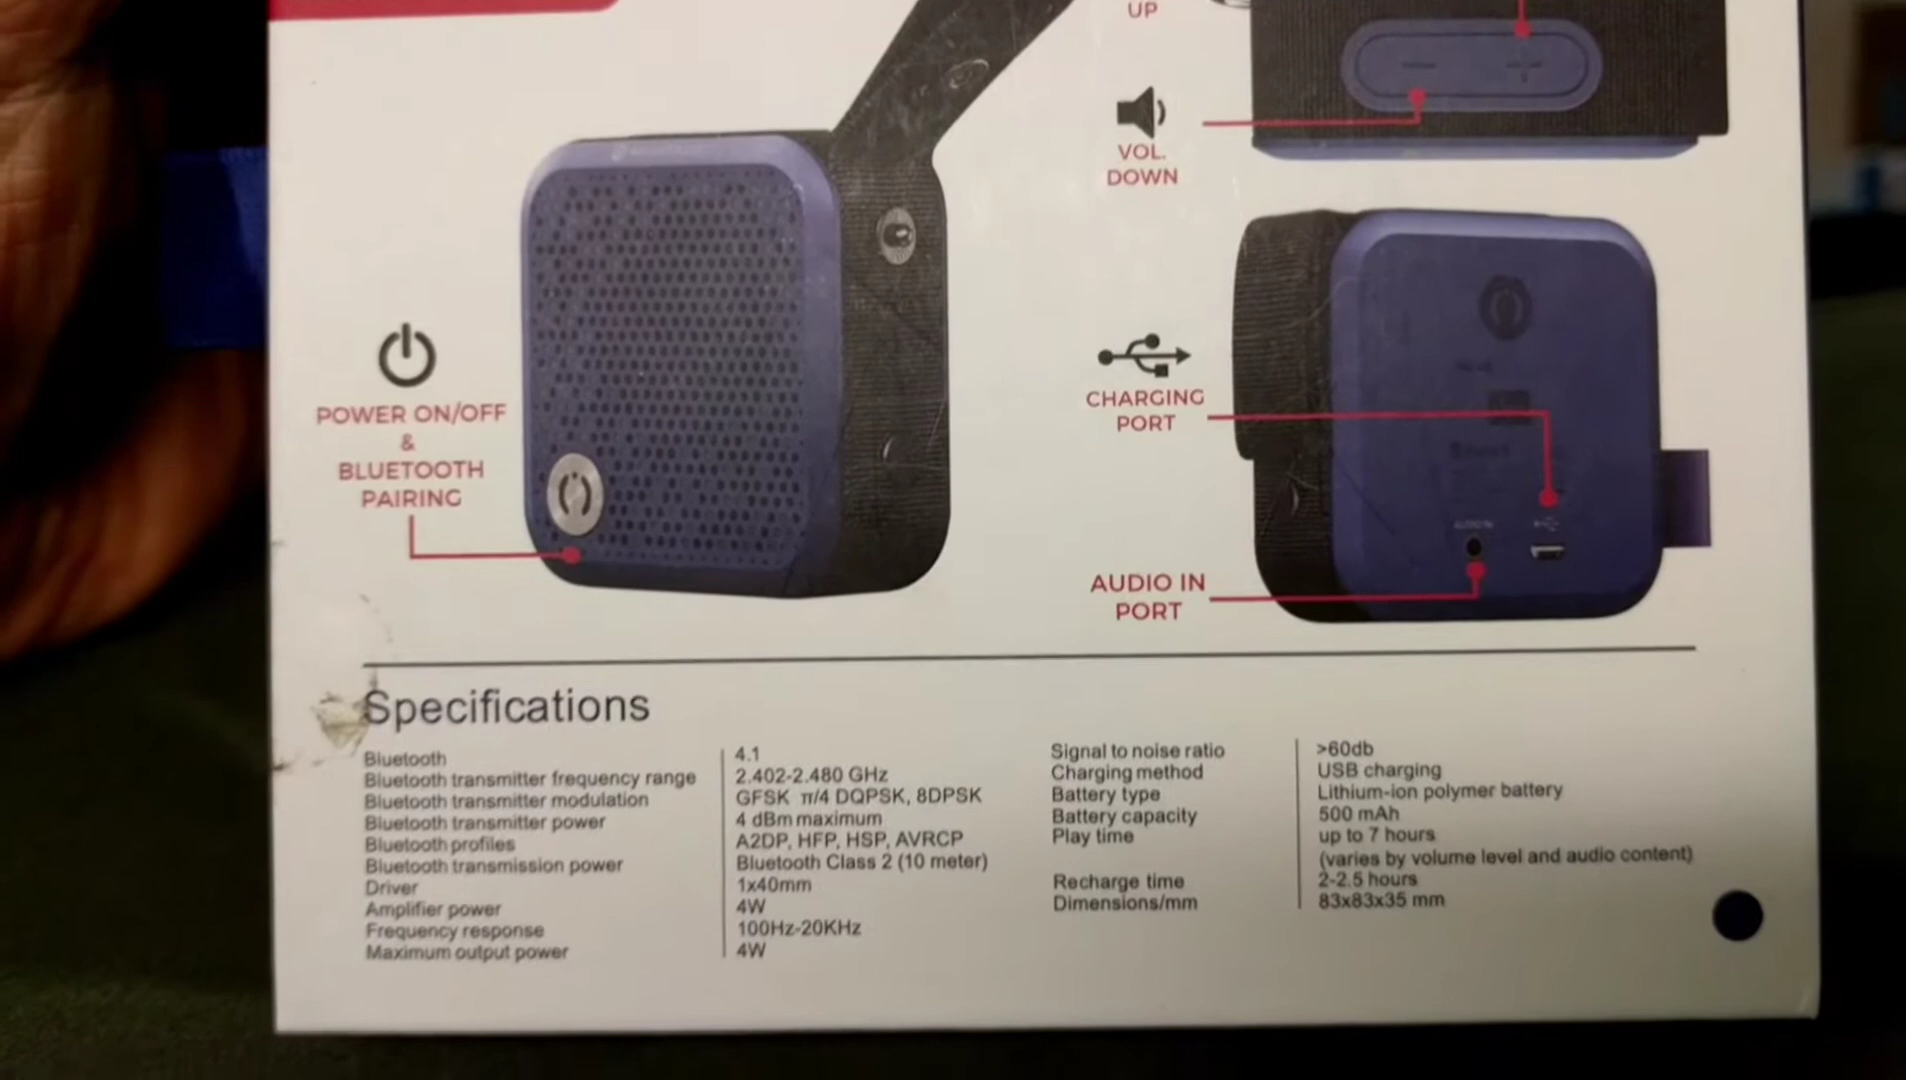 UP
VOL.
DOWN
POWER ON/OFF
&
BLUETOOTH
PAIRING
CHARGING
PORT
AUDIO IN
AUDIO IN
PORT
Specifications
Bluetooth 4.1
Bluetooth transmitter frequency range 2.402-2.480 GHz
Bluetooth transmitter modulation GFSK π/4 DQPSK, 8DPSK
Bluetooth transmitter power 4 dBm maximum
Bluetooth profiles A2DP, HFP, HSP, AVRCP
Bluetooth transmission power Bluetooth Class 2 (10 meter)
Driver 1x40mm
Amplifier power 4W
Frequency response 100Hz-20KHz
Maximum output power 4W
Signal to noise ratio >60db
Charging method USB charging
Battery type Lithium-ion polymer battery
Battery capacity 500 mAh
Play time up to 7 hours
(varies by volume level and audio content)
Recharge time 2-2.5 hours
Dimensions/mm 83x83x35 mm